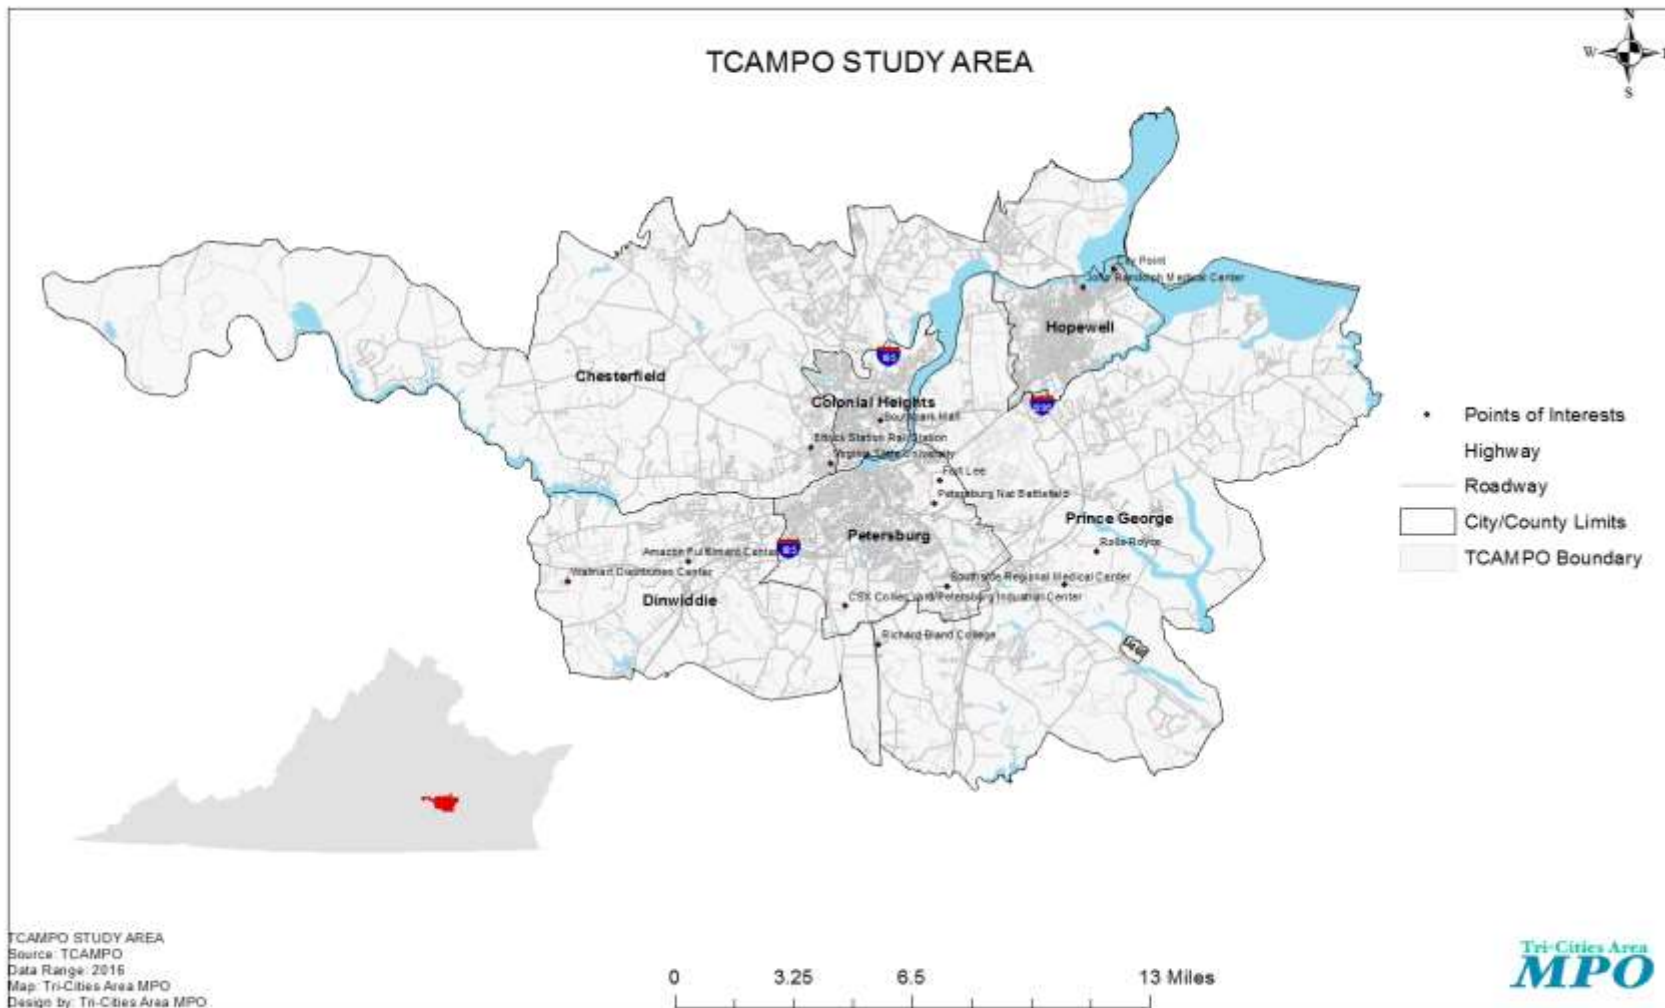 N
W
S
TCAMPO STUDY AREA
City Point
John Randolph Medical Center
Hopewell
Chesterfield
Colonial Heights
Southpark Mall
Ettrick Station Rail Station
Virginia State University
Fort Lee
Petersburg Nat Battlefield
Prince George
Petersburg
Rolls-Royce
Amazon Fulfillment Center
Walmart Distribution Center
Southside Regional Medical Center
Dinwiddie
CSX Collier Yard/Petersburg Industrial Center
Richard Bland College
Points of Interests
Highway
Roadway
City/County Limits
TCAMPO Boundary
TCAMPO STUDY AREA
Source: TCAMPO
Data Range: 2016
Map: Tri-Cities Area MPO
Design by: Tri-Cities Area MPO
0 3.25 6.5 13 Miles
Tri-Cities Area
MPO